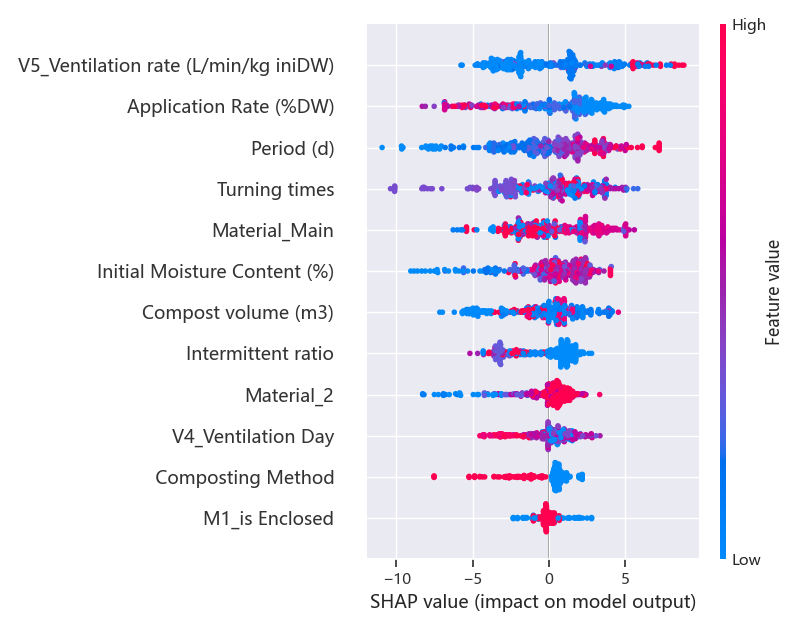 High
V5_Ventilation rate (L/min/kg iniDW)
Application Rate (%DW)
Period (d)
Turning times
Material_Main
Initial Moisture Content (%)
Compost volume (m3)
Intermittent ratio
Material_2
V4_Ventilation Day
Composting Method
M1_is Enclosed
Feature value
Low
−10
−5
0
5
SHAP value (impact on model output)